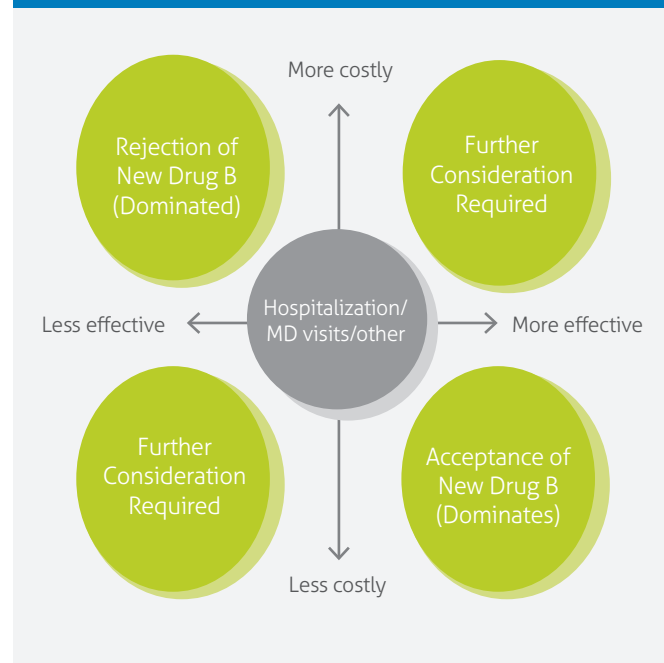 More costly
Rejection of
New Drug B
(Dominated)
Further
Consideration
Required
Less effective
Hospitalization/
MD visits/other
More effective
Further
Consideration
Required
Acceptance of
New Drug B
(Dominates)
Less costly